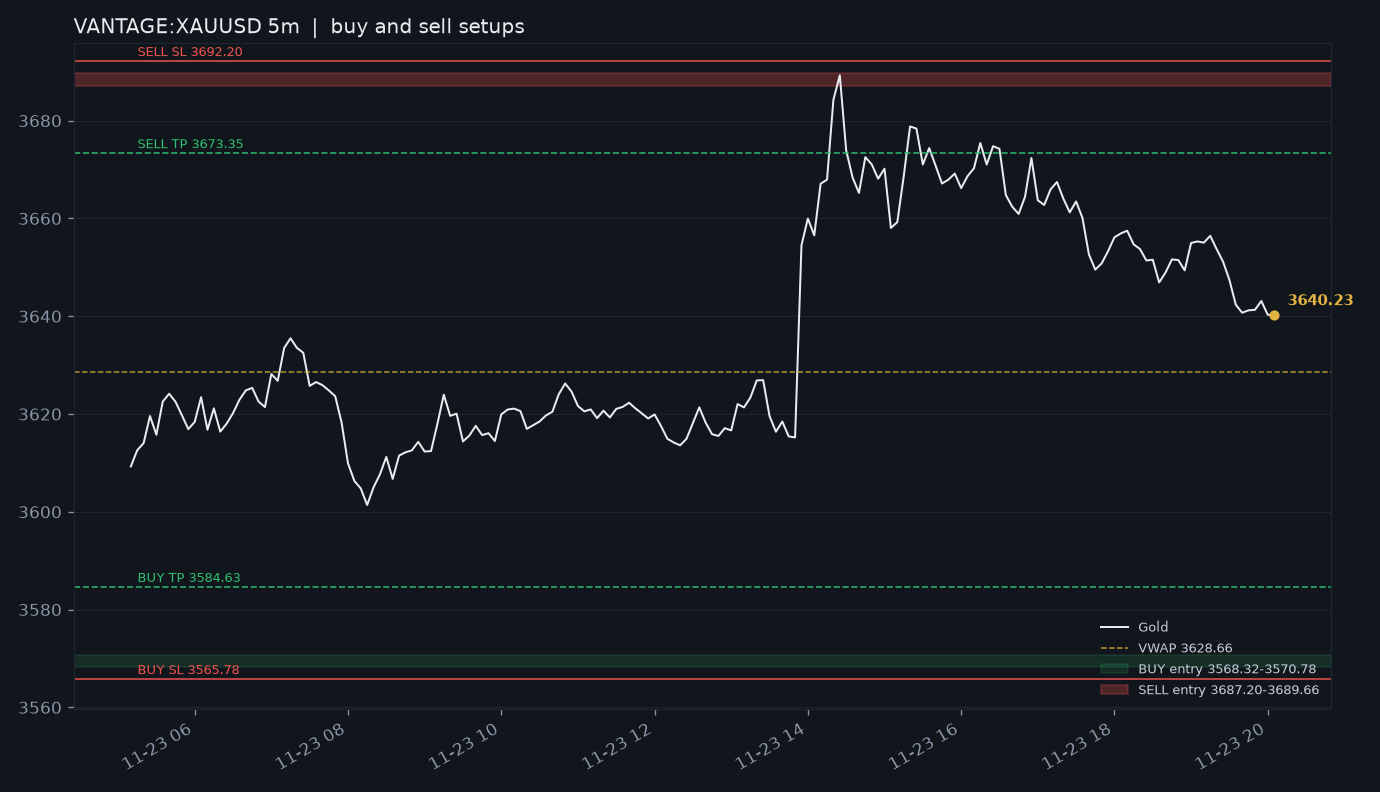 VANTAGE:XAUUSD 5m | buy and sell setups
SELL SL 3692.20
3680
SELL TP 3673.35
3660
3640
3640.23
3620
3600
BUY TP 3584.63
3580
Gold
VWAP 3628.66
BUY SL 3565.78
BUY entry 3568.32-3570.78
SELL entry 3687.20-3689.66
3560
11-23 06
11-23 08
11-23 10
11-23 12
11-23 14
11-23 16
11-23 18
11-23 20